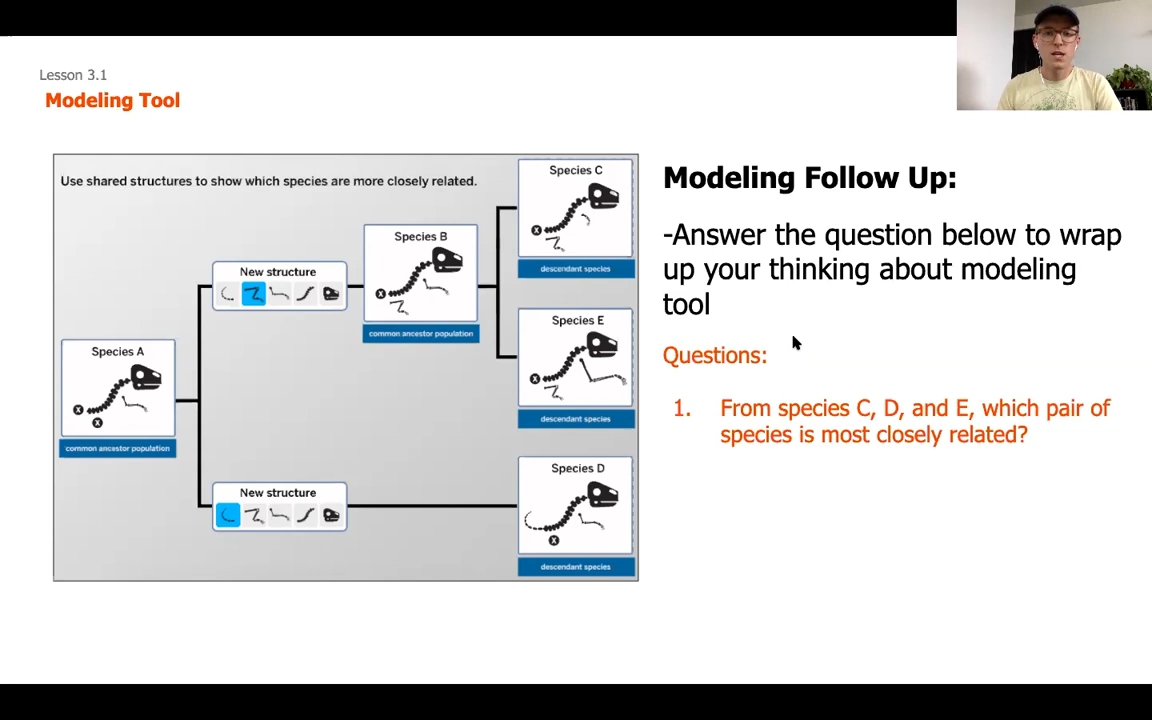 Lesson 3.1
Modeling Tool
Use shared structures to show which species are more closely related.
Species C
X
descendant species
New structure
Species B
X
common ancestor population
Species E
X
descendant species
Species A
X
X
common ancestor population
New structure
Species D
X
descendant species
Modeling Follow Up:
-Answer the question below to wrap
up your thinking about modeling
tool
Questions:
1. From species C, D, and E, which pair of
species is most closely related?